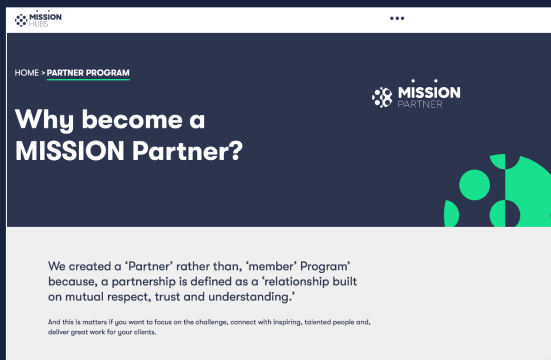 MISSION
HUBS
HOME > PARTNER PROGRAM
MISSION
PARTNER
Why become a
MISSION Partner?
We created a ‘Partner’ rather than, ‘member’ Program’
because, a partnership is defined as a ‘relationship built
on mutual respect, trust and understanding.’
And this is matters if you want to focus on the challenge, connect with inspiring, talented people and,
deliver great work for your clients.